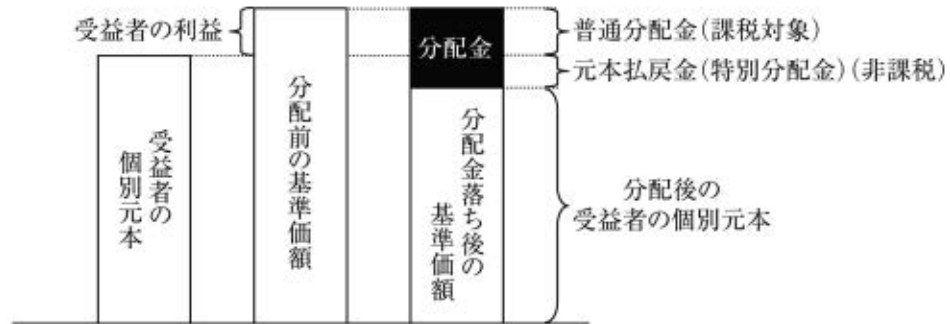 受益者の利益
分配金
普通分配金(課税対象)
元本払戻金(特別分配金)(非課税)
受益者の
個別元本
分配前の基準価額
分配金落ち後の
基準価額
分配後の
受益者の個別元本